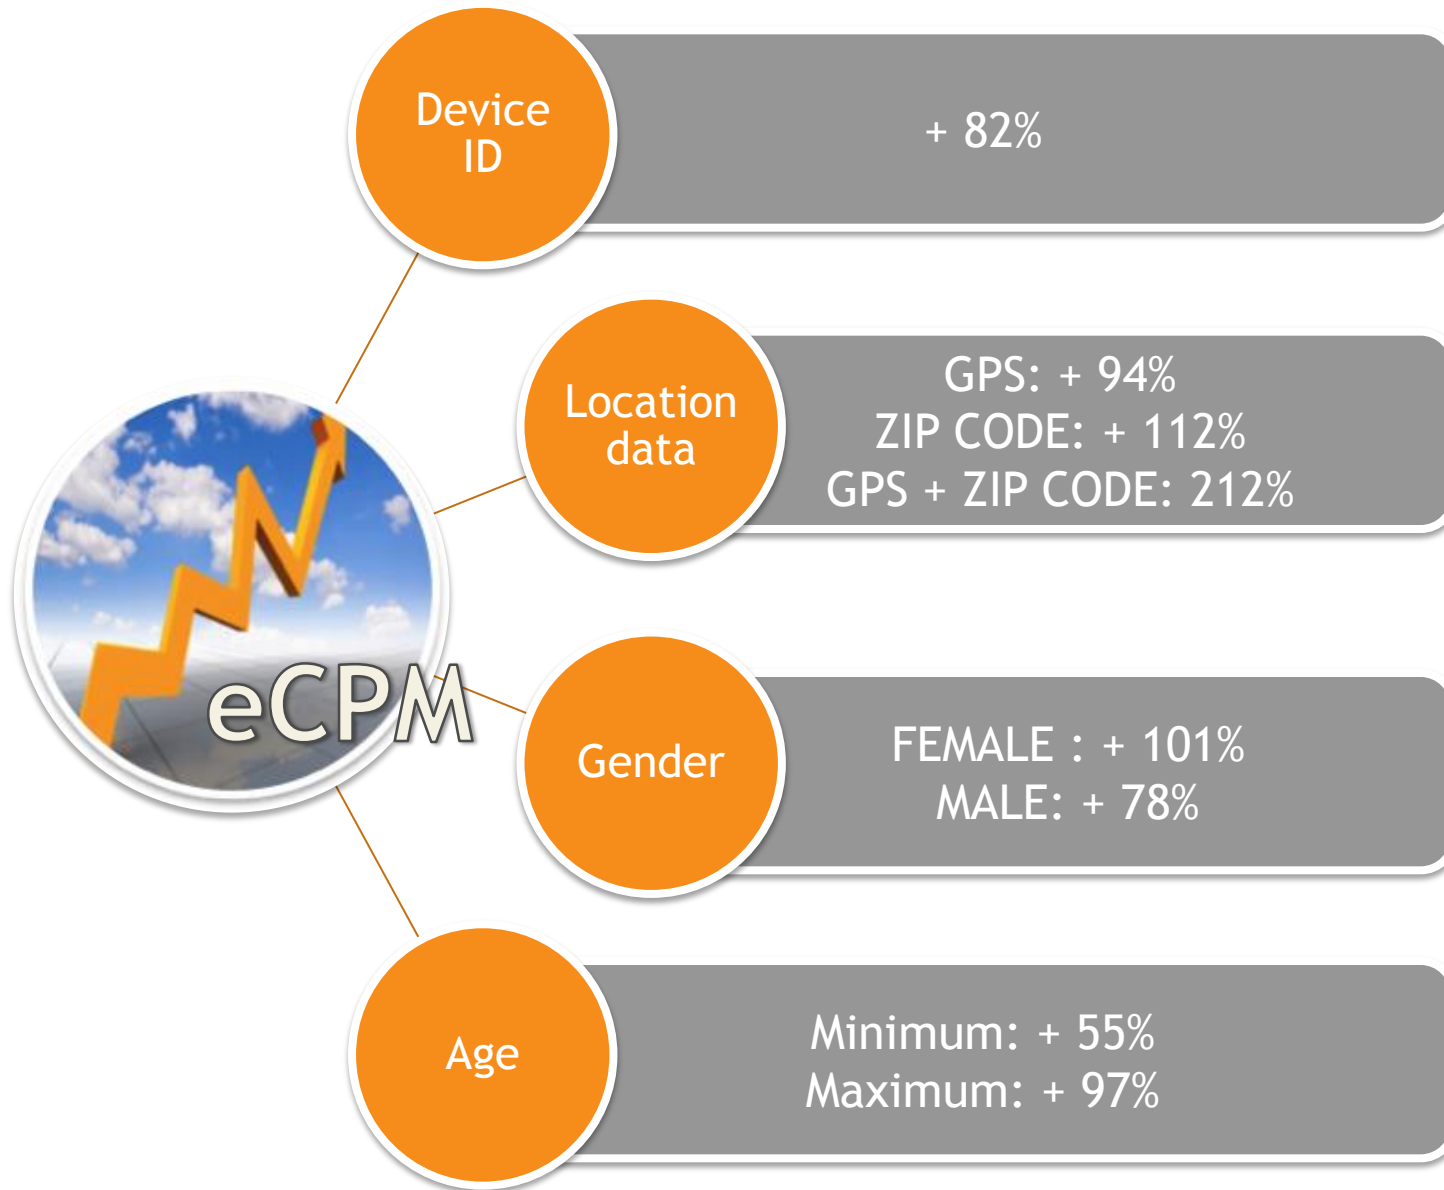 Device
ID
+ 82%
Location
data
GPS: + 94%
ZIP CODE: + 112%
GPS + ZIP CODE: 212%
eCPM
Gender
FEMALE : + 101%
MALE: + 78%
Age
Minimum: + 55%
Maximum: + 97%